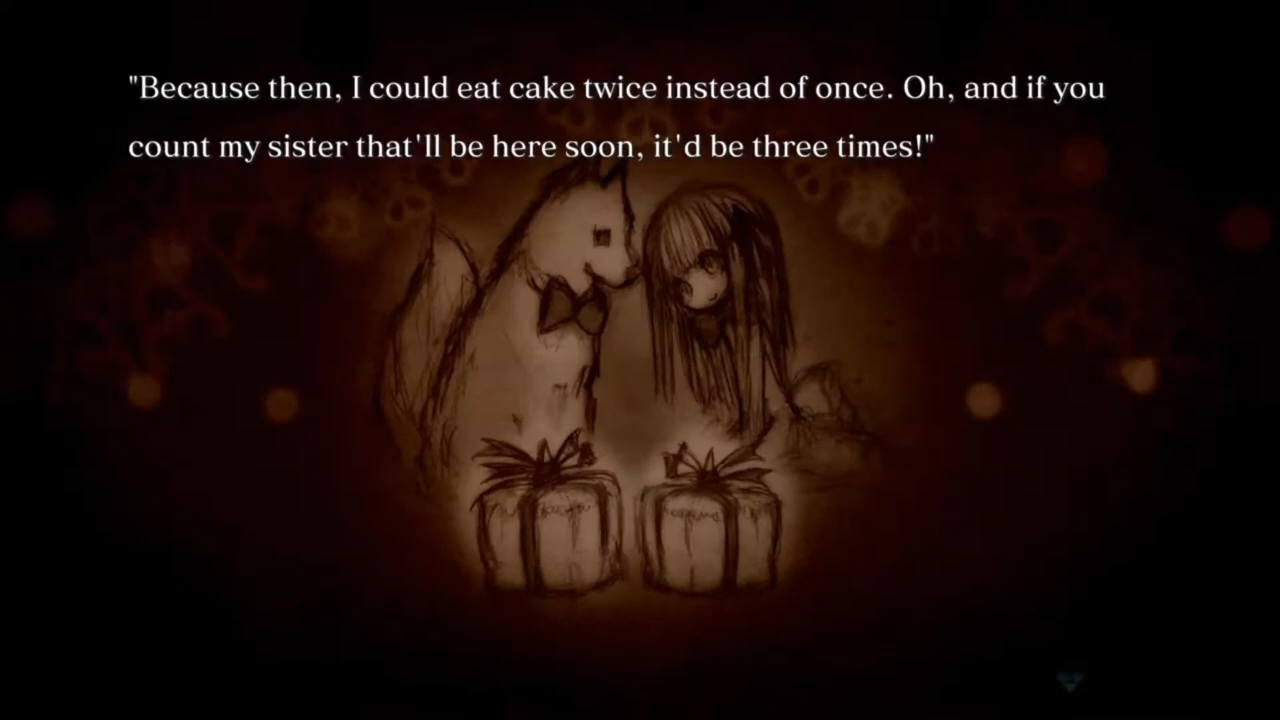 "Because then, I could eat cake twice instead of once. Oh, and if you
count my sister that'll be here soon, it'd be three times!"